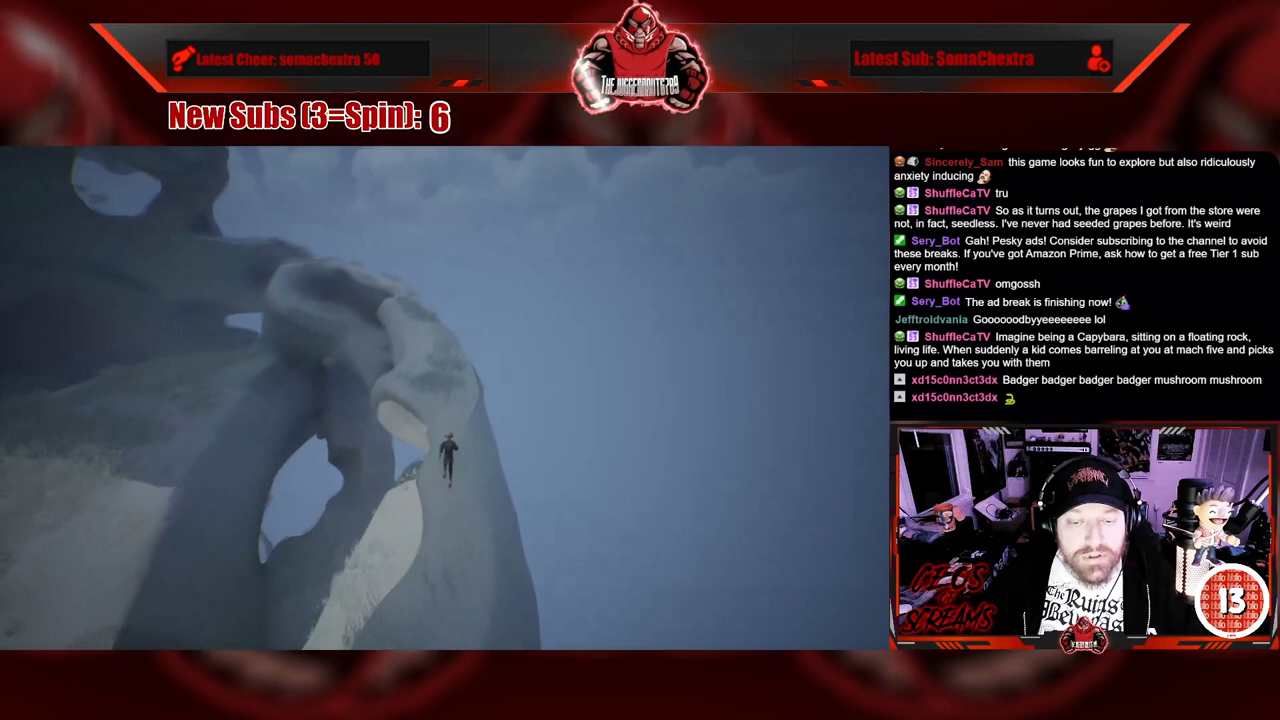 Latest Cheer: somachextra 50
THEJUGGERNAUT6789
Latest Sub: SomaChextra
New Subs (3=Spin): 6
Sincerely_Sam this game looks fun to explore but also ridiculously
anxiety inducing
ShuffleCaTV tru
ShuffleCaTV So as it turns out, the grapes I got from the store were
not, in fact, seedless. I've never had seeded grapes before. It's weird
Sery_Bot Gah! Pesky ads! Consider subscribing to the channel to avoid
these breaks. If you've got Amazon Prime, ask how to get a free Tier 1 sub
every month!
ShuffleCaTV omgossh
Sery_Bot The ad break is finishing now!
Jefftroidvania Goooooodbyyeeeeeeee lol
ShuffleCaTV Imagine being a Capybara, sitting on a floating rock,
living life. When suddenly a kid comes barreling at you at mach five and picks
you up and takes you with them
xd15c0nn3ct3dx Badger badger badger badger mushroom mushroom
xd15c0nn3ct3dx
SCREAMS
The Ruins
13